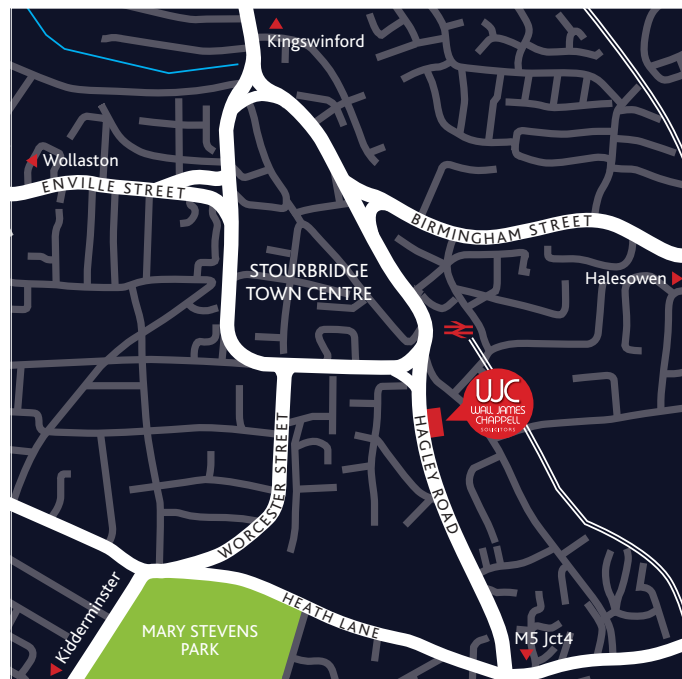 Kingswinford
Wollaston
ENVILLE STREET
BIRMINGHAM STREET
STOURBRIDGE
TOWN CENTRE
Halesowen
WJC
WALL JAMES
CHAPPELL
SOLICITORS
HAGLEY ROAD
WORCESTER STREET
Kidderminster
HEATH LANE
MARY STEVENS
PARK
M5 Jct4